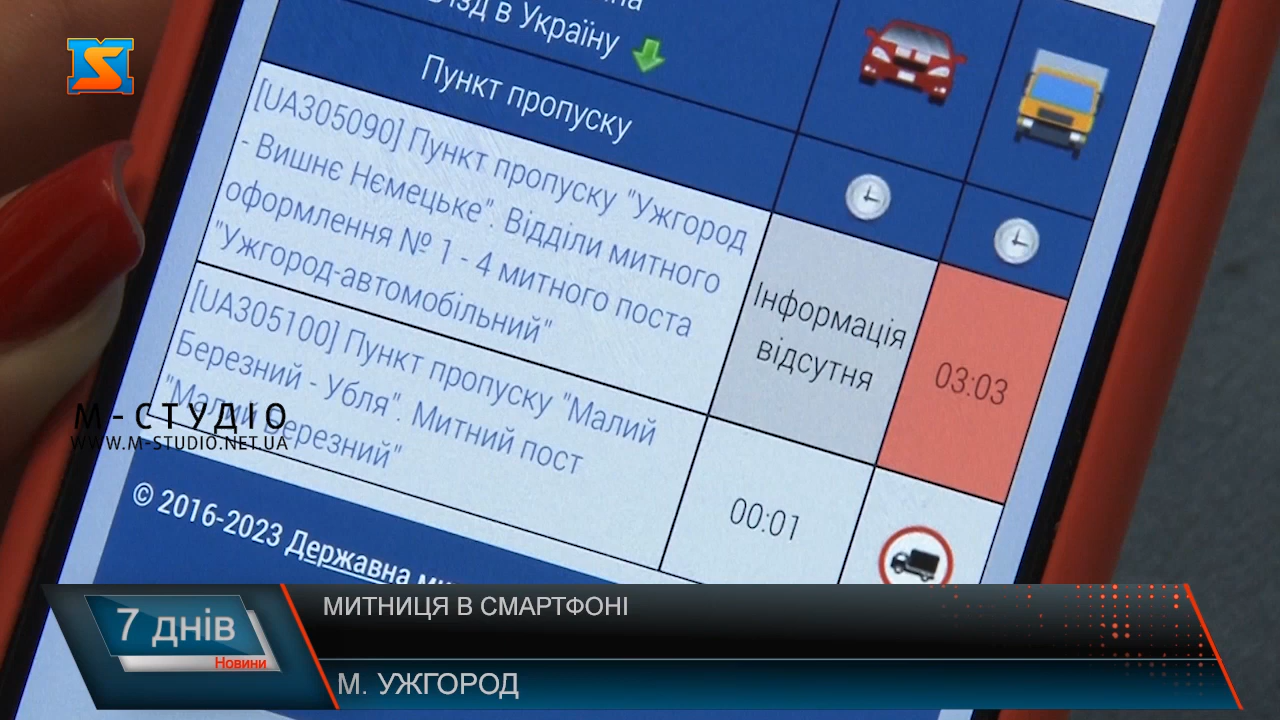 в Україну
Пункт пропуску
[UA305090] Пункт пропуску "Ужгород
- Вишнє Нємецьке". Відділи митного
оформлення № 1 - 4 митного поста
"Ужгород-автомобільний"
Інформація
відсутня
03:03
[UA305100] Пункт пропуску "Малий
Березний - Убля". Митний пост
"Малий Березний"
00:01
М-СТУДІО
WWW.M-STUDIO.NET.UA
© 2016-2023 Державна
7 днів
Новини
МИТНИЦЯ В СМАРТФОНІ
М. УЖГОРОД